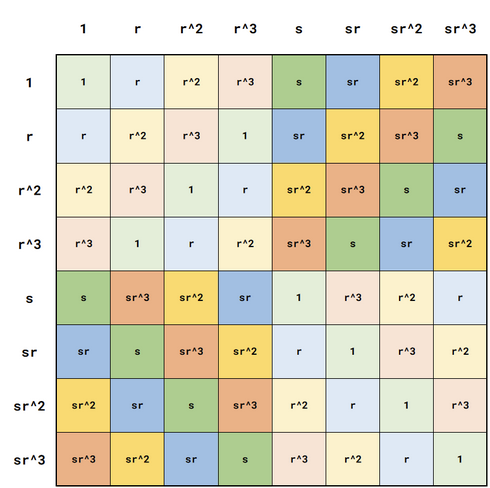 1 r r^2 r^3 s sr sr^2 sr^3
1 1 r r^2 r^3 s sr sr^2 sr^3
r r r^2 r^3 1 sr sr^2 sr^3 s
r^2 r^2 r^3 1 r sr^2 sr^3 s sr
r^3 r^3 1 r r^2 sr^3 s sr sr^2
s s sr^3 sr^2 sr 1 r^3 r^2 r
sr sr s sr^3 sr^2 r 1 r^3 r^2
sr^2 sr^2 sr s sr^3 r^2 r 1 r^3
sr^3 sr^3 sr^2 sr s r^3 r^2 r 1